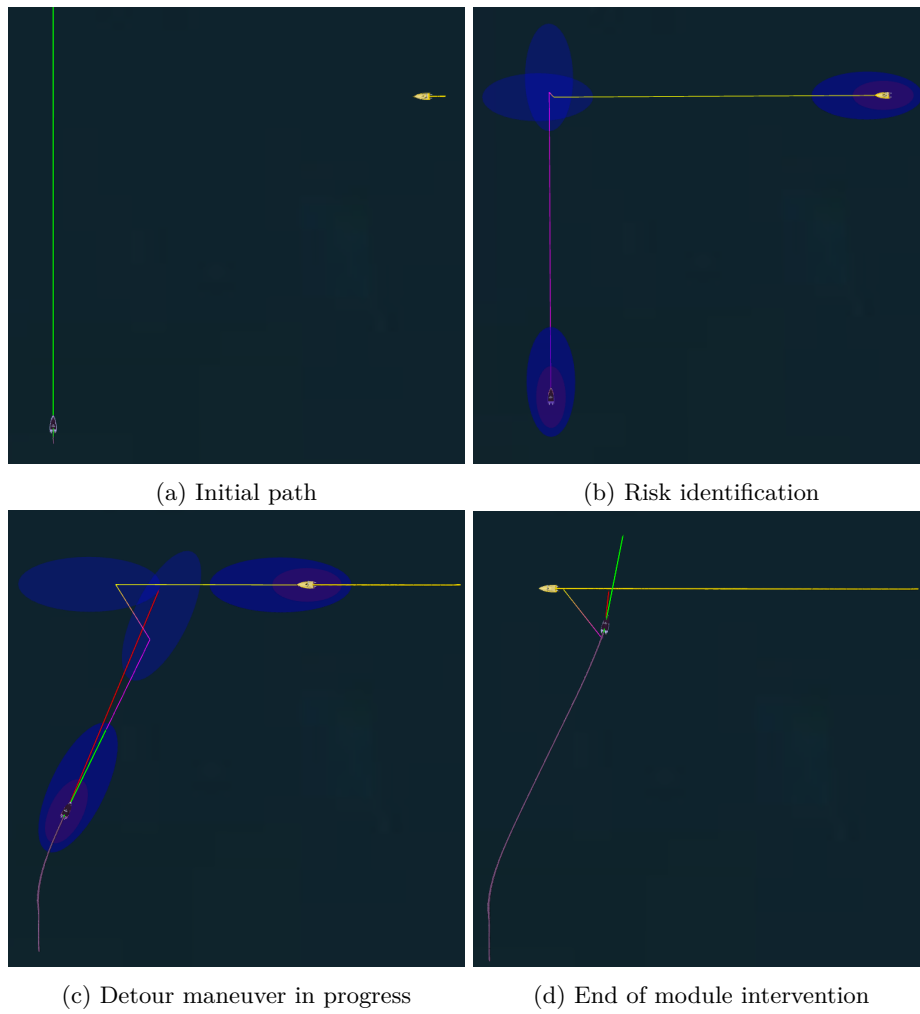 (a) Initial path
(b) Risk identification
(c) Detour maneuver in progress
(d) End of module intervention